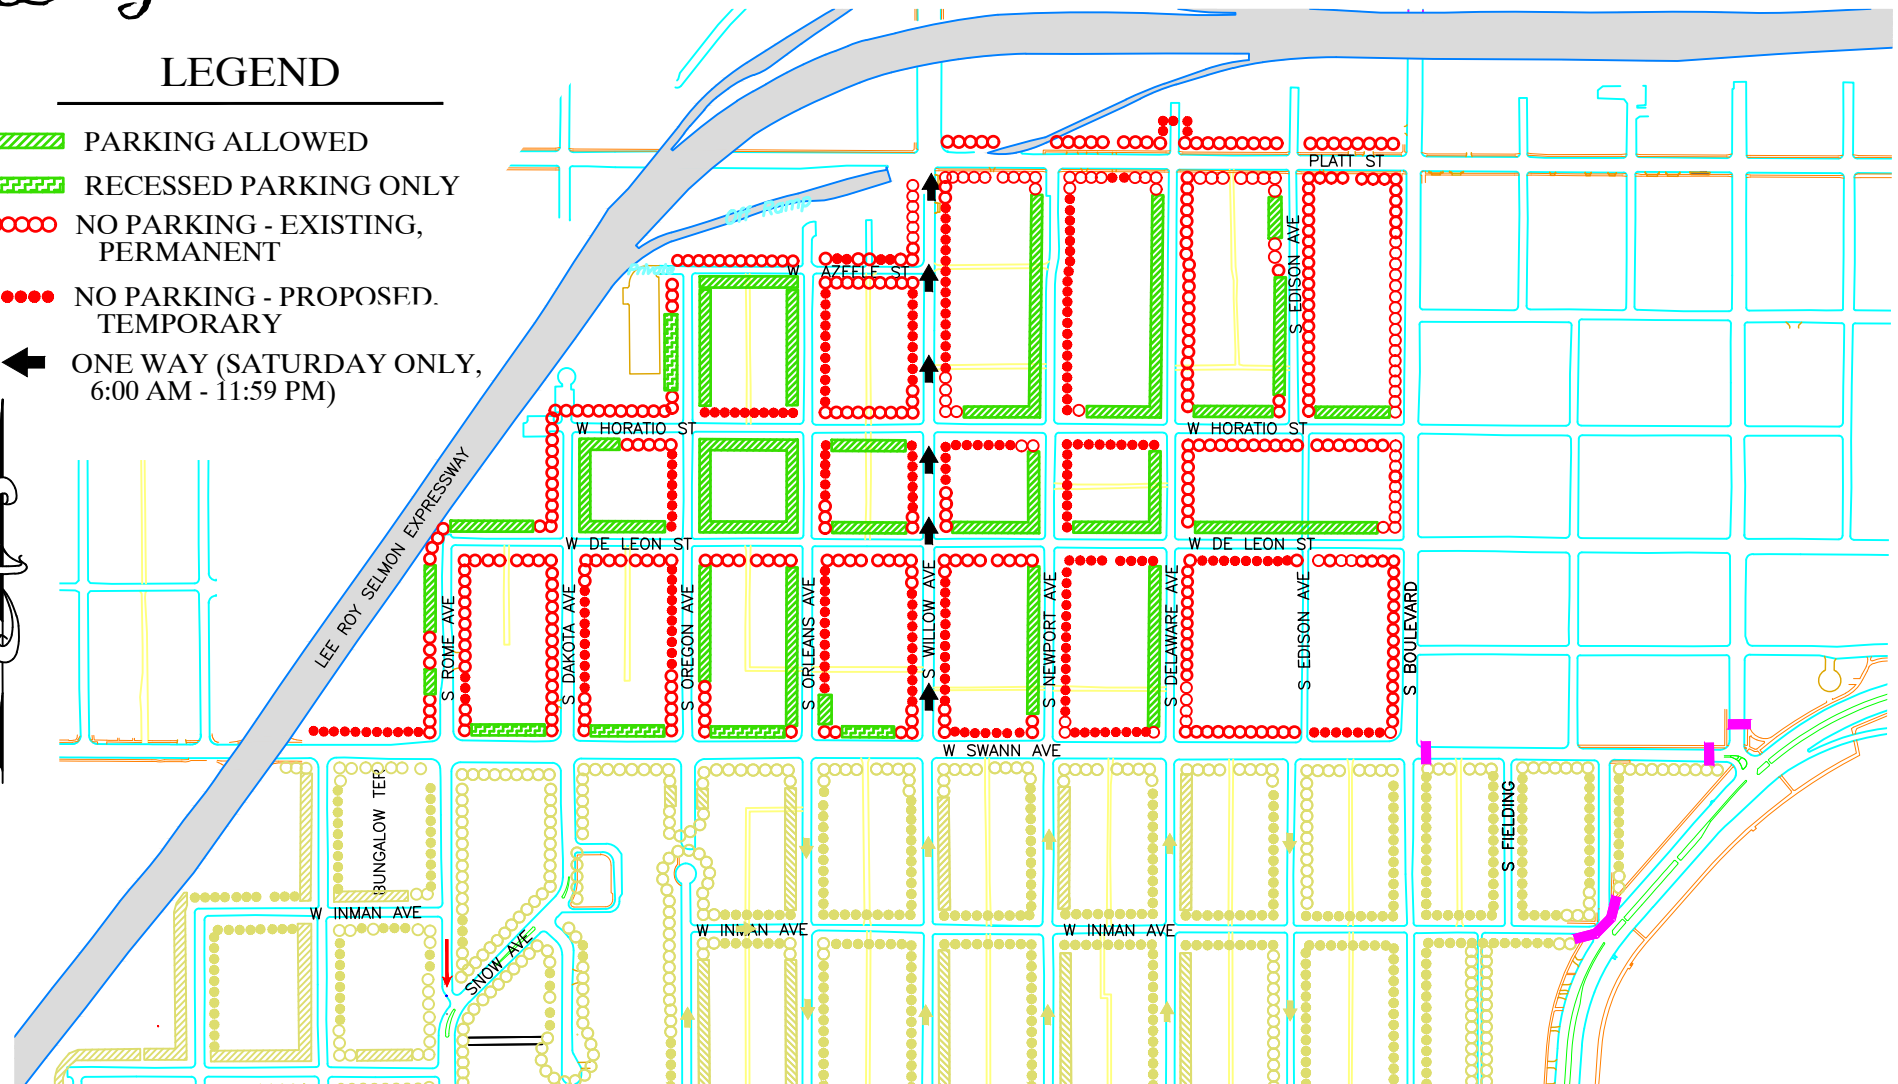 LEGEND
PARKING ALLOWED
RECESSED PARKING ONLY
NO PARKING - EXISTING,
PERMANENT
NO PARKING - PROPOSED.
TEMPORARY
ONE WAY (SATURDAY ONLY,
6:00 AM - 11:59 PM)
PLATT ST
Off Ramp
Private
W AZEELE ST
S EDISON AVE
W HORATIO ST
W HORATIO ST
LEE ROY SELMON EXPRESSWAY
W DE LEON ST
W DE LEON ST
S ROME AVE
S DAKOTA AVE
S OREGON AVE
S ORLEANS AVE
S WILLOW AVE
S NEWPORT AVE
S DELAWARE AVE
S EDISON AVE
S BOULEVARD
W SWANN AVE
BUNGALOW TER
S FIELDING
W INMAN AVE
W INMAN AVE
W INMAN AVE
SNOW AVE